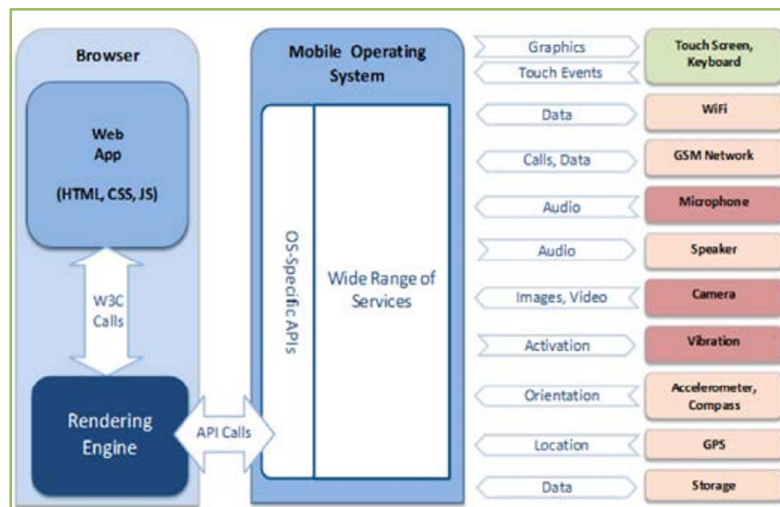 Browser
Web
App
(HTML, CSS, JS)
W3C
Calls
Rendering
Engine
API Calls
Mobile Operating
System
OS-Specific APIs
Wide Range of
Services
Graphics
Touch Events
Touch Screen,
Keyboard
Data
WiFi
Calls, Data
GSM Network
Audio
Microphone
Audio
Speaker
Images, Video
Camera
Activation
Vibration
Orientation
Accelerometer,
Compass
Location
GPS
Data
Storage